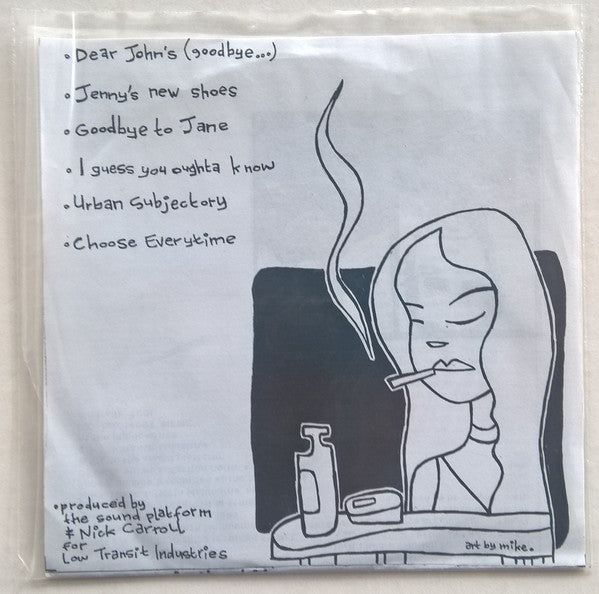 • Dear John's (goodbye...)
• Jenny's new shoes
• Goodbye to Jane
• I guess you oughta know
• Urban Subjectory
• Choose Everytime
• produced by
the sound platform
& Nick Carroll
for
Low Transit Industries
art by mike.